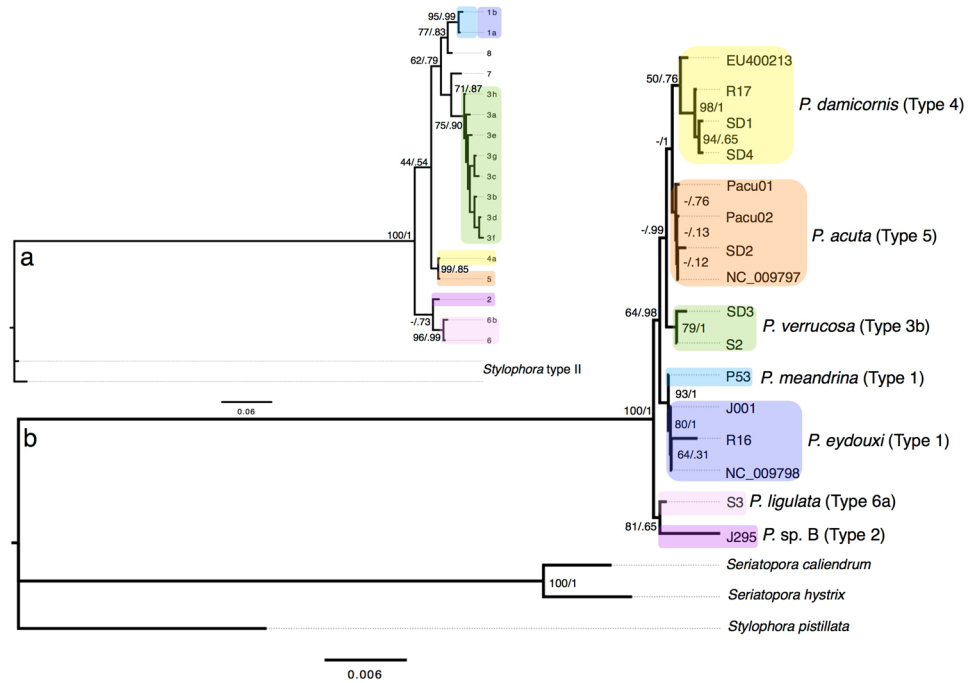 95/.99
1b
77/.83
1a
8
62/.79
7
71/.87
3h
3a
75/.90
3e
3g
44/.54
3c
3b
3d
3f
100/1
a
4a
99/.85
5
2
-/.73
6b
96/.99
6
Stylophora type II
0.06
EU400213
50/.76
R17
98/1
P. damicornis (Type 4)
SD1
94/.65
SD4
-/1
Pacu01
-/.76
Pacu02
-/.99
-/.13
P. acuta (Type 5)
SD2
-/.12
NC_009797
64/.98
SD3
79/1
P. verrucosa (Type 3b)
S2
P53
P. meandrina (Type 1)
93/1
100/1
J001
b
80/1
R16
P. eydouxi (Type 1)
64/.31
NC_009798
S3
P. ligulata (Type 6a)
81/.65
J295
P. sp. B (Type 2)
Seriatopora caliendrum
100/1
Seriatopora hystrix
Stylophora pistillata
0.006